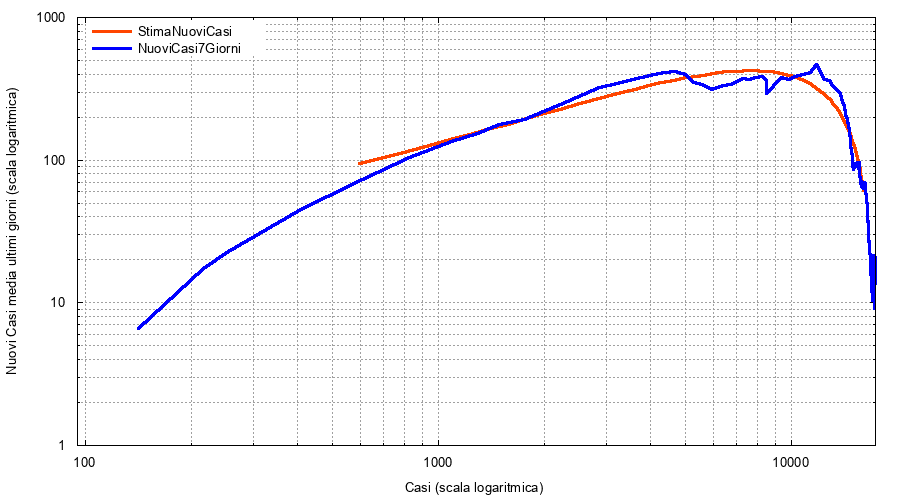 1000
StimaNuoviCasi
NuoviCasi7Giorni
100
10
1
Nuovi Casi media ultimi giorni (scala logaritmica)
100
1000
10000
Casi (scala logaritmica)